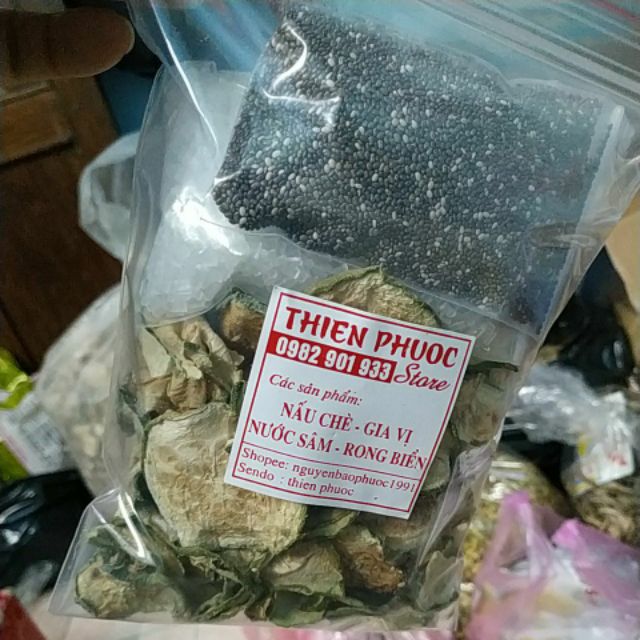 THIEN PHUOC
0982 901 933 Store
Các sản phẩm:
NẤU CHÈ - GIA VỊ
NƯỚC SÂM - RONG BIỂN
Shopee: nguyenbaophuoc1991
Sendo : thien phuoc